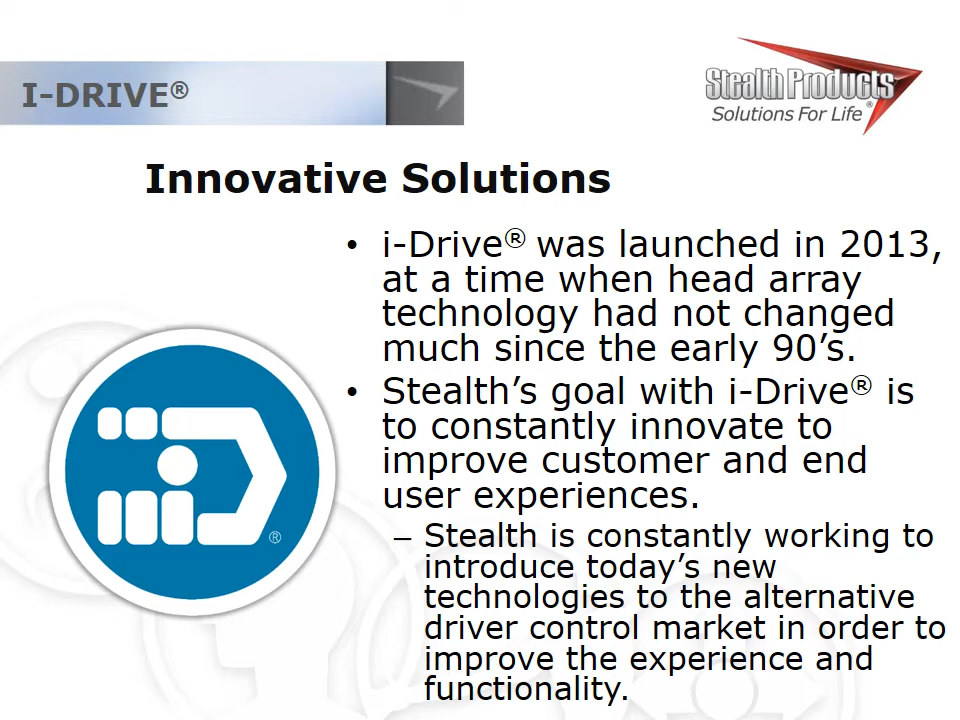 I-DRIVE®
Stealth Products®
Solutions For Life
Innovative Solutions
• i-Drive® was launched in 2013,
at a time when head array
technology had not changed
much since the early 90’s.
• Stealth’s goal with i-Drive® is
to constantly innovate to
improve customer and end
user experiences.
– Stealth is constantly working to
introduce today’s new
technologies to the alternative
driver control market in order to
improve the experience and
functionality.
iD
®